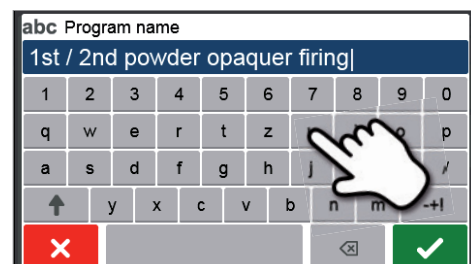 abc Program name
1st / 2nd powder opaquer firing
1 2 3 4 5 6 7 8 9 0
q w e r t z o p
a s d f g h j /
y x c v b n m -+!